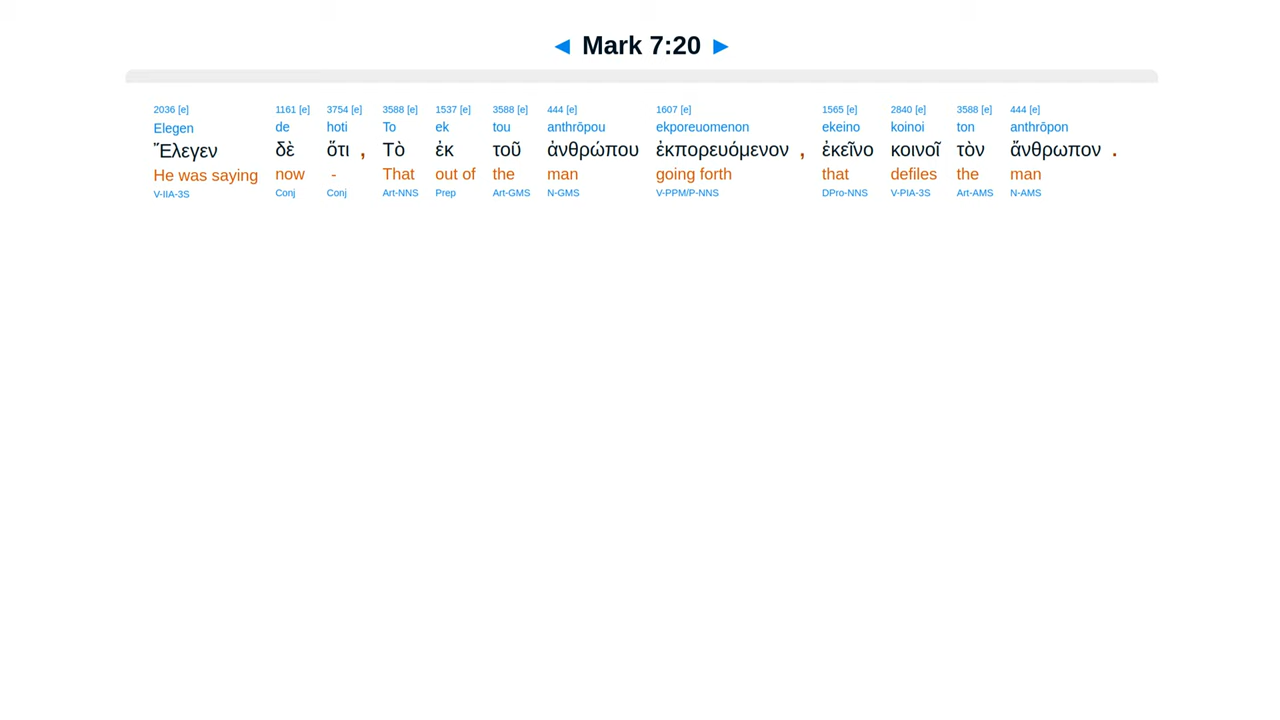 ◄ Mark 7:20 ►
2036 [e] 1161 [e] 3754 [e] 3588 [e] 1537 [e] 3588 [e] 444 [e] 1607 [e] 1565 [e] 2840 [e] 3588 [e] 444 [e]
Elegen de hoti To ek tou anthrōpou ekporeuomenon ekeino koinoi ton anthrōpon
Ἔλεγεν δὲ ὅτι , Τὸ ἐκ τοῦ ἀνθρώπου ἐκπορευόμενον , ἐκεῖνο κοινοῖ τὸν ἄνθρωπον .
He was saying now - That out of the man going forth that defiles the man
V-IIA-3S Conj Conj Art-NNS Prep Art-GMS N-GMS V-PPM/P-NNS DPro-NNS V-PIA-3S Art-AMS N-AMS